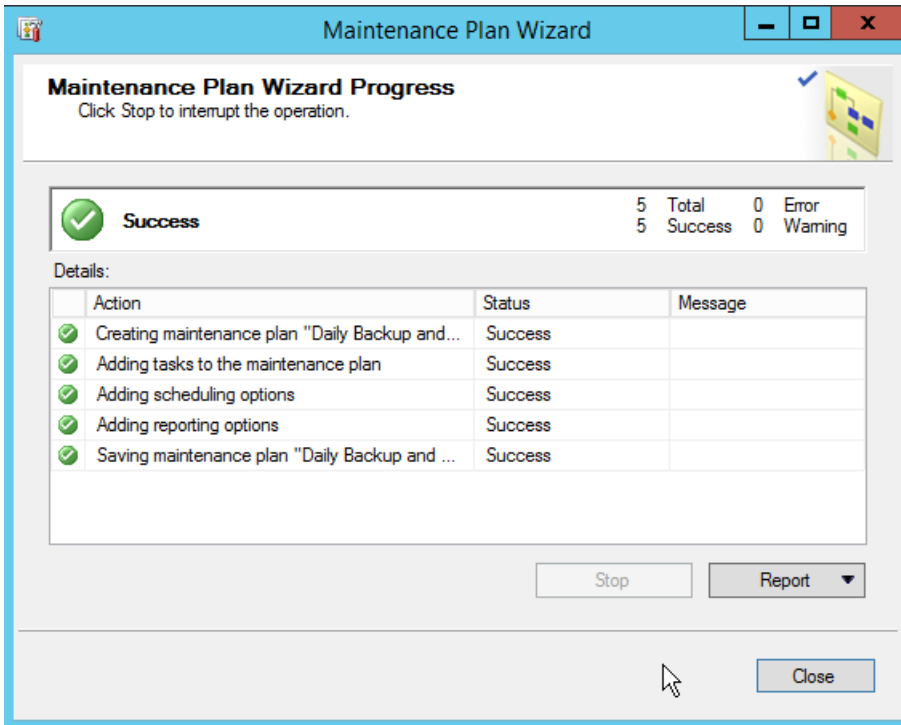 Maintenance Plan Wizard
Maintenance Plan Wizard Progress
Click Stop to interrupt the operation.
Success
5 Total 0 Error
5 Success 0 Warning
Details:
Action Status Message
Creating maintenance plan "Daily Backup and... Success
Adding tasks to the maintenance plan Success
Adding scheduling options Success
Adding reporting options Success
Saving maintenance plan "Daily Backup and ... Success
Stop Report
Close